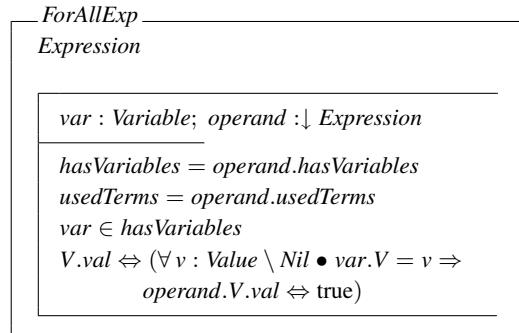 ForAllExp
Expression
var : Variable; operand :↓ Expression
hasVariables = operand.hasVariables
usedTerms = operand.usedTerms
var ∈ hasVariables
V.val ⇔ (∀ v : Value \ Nil • var.V = v ⇒
operand.V.val ⇔ true)